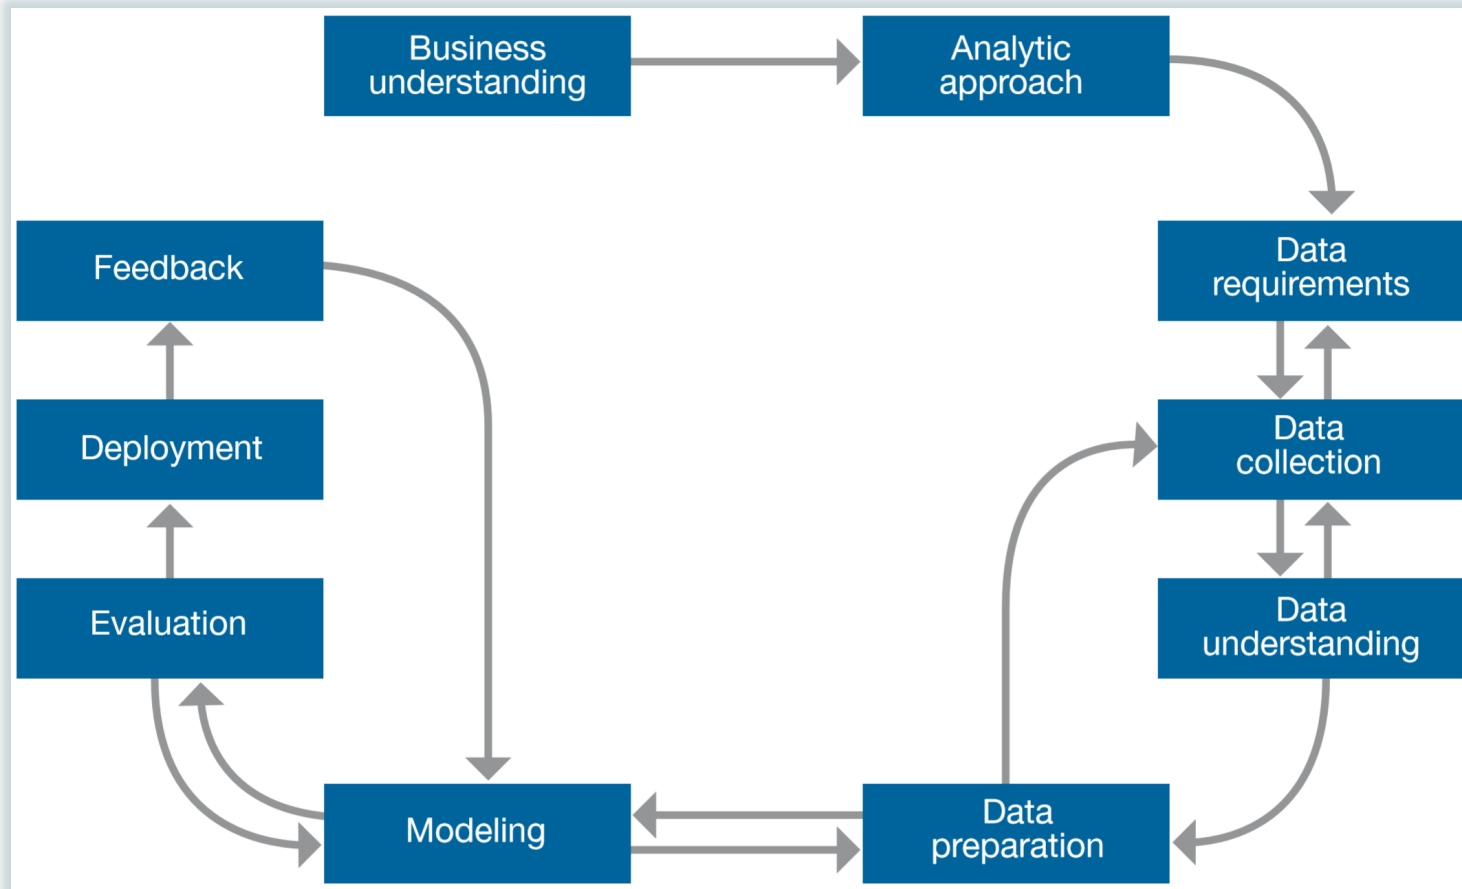 Business
understanding
Analytic
approach
Data
requirements
Feedback
Data
collection
Deployment
Data
understanding
Evaluation
Data
preparation
Modeling